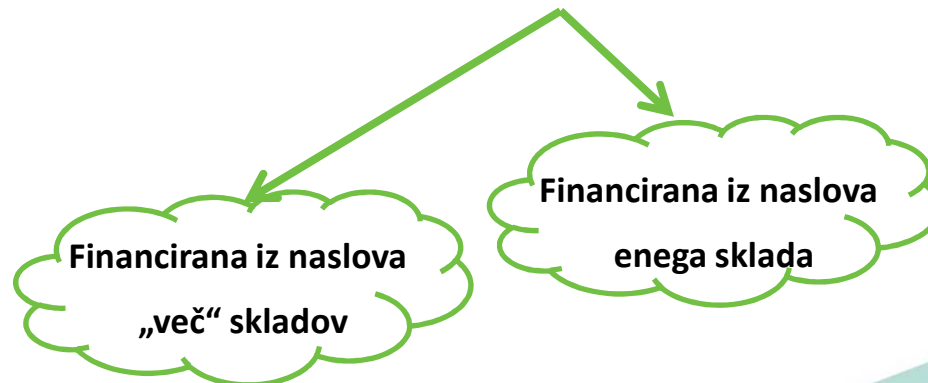 Financirana iz naslova
„več“ skladov
Financirana iz naslova
enega sklada